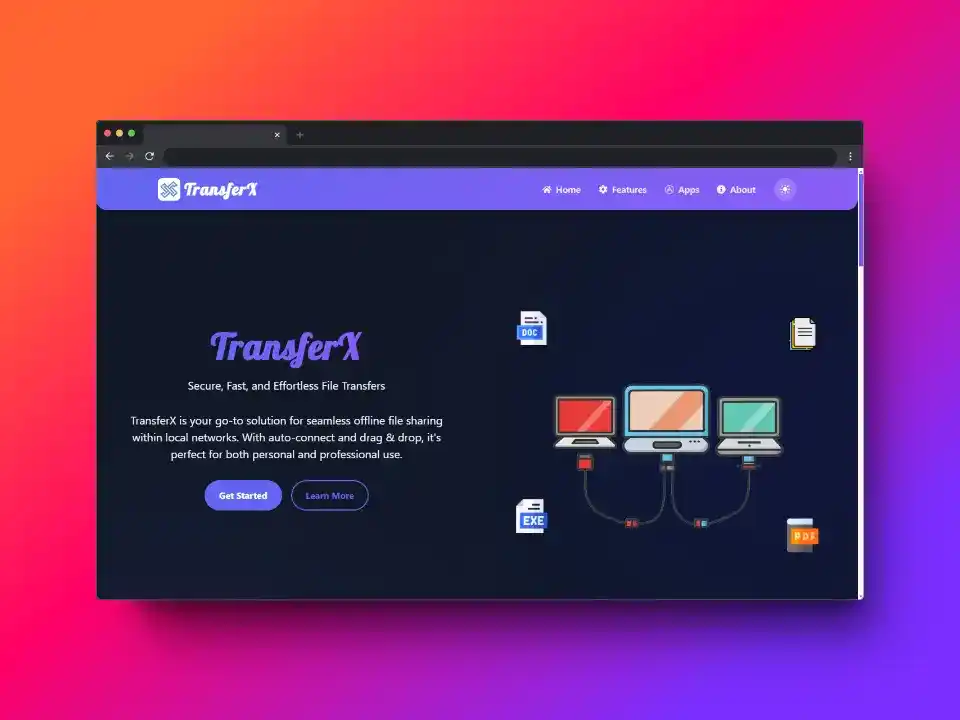 TransferX
Home
Features
Apps
About
TransferX
Secure, Fast, and Effortless File Transfers
TransferX is your go-to solution for seamless offline file sharing
within local networks. With auto-connect and drag & drop, it's
perfect for both personal and professional use.
Get Started
Learn More
DOC
EXE
PDF